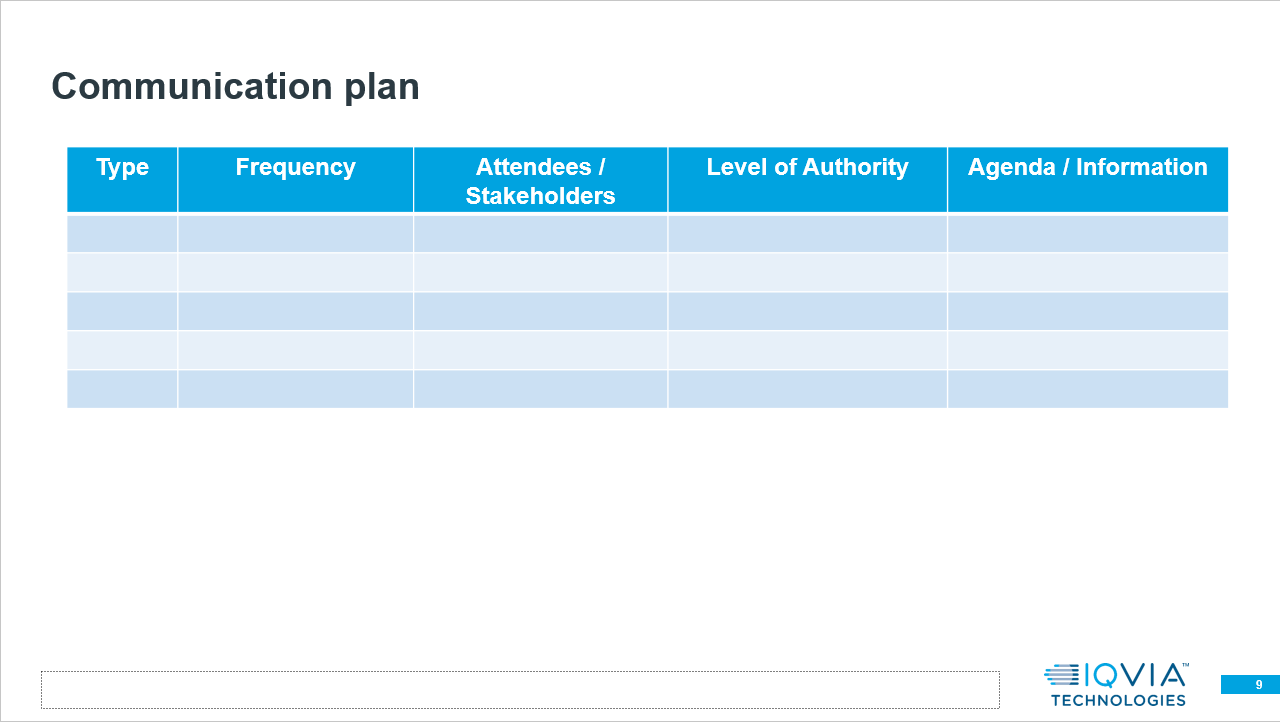 Communication plan
Type
Frequency
Attendees /
Stakeholders
Level of Authority
Agenda / Information
IQVIA™
TECHNOLOGIES
9